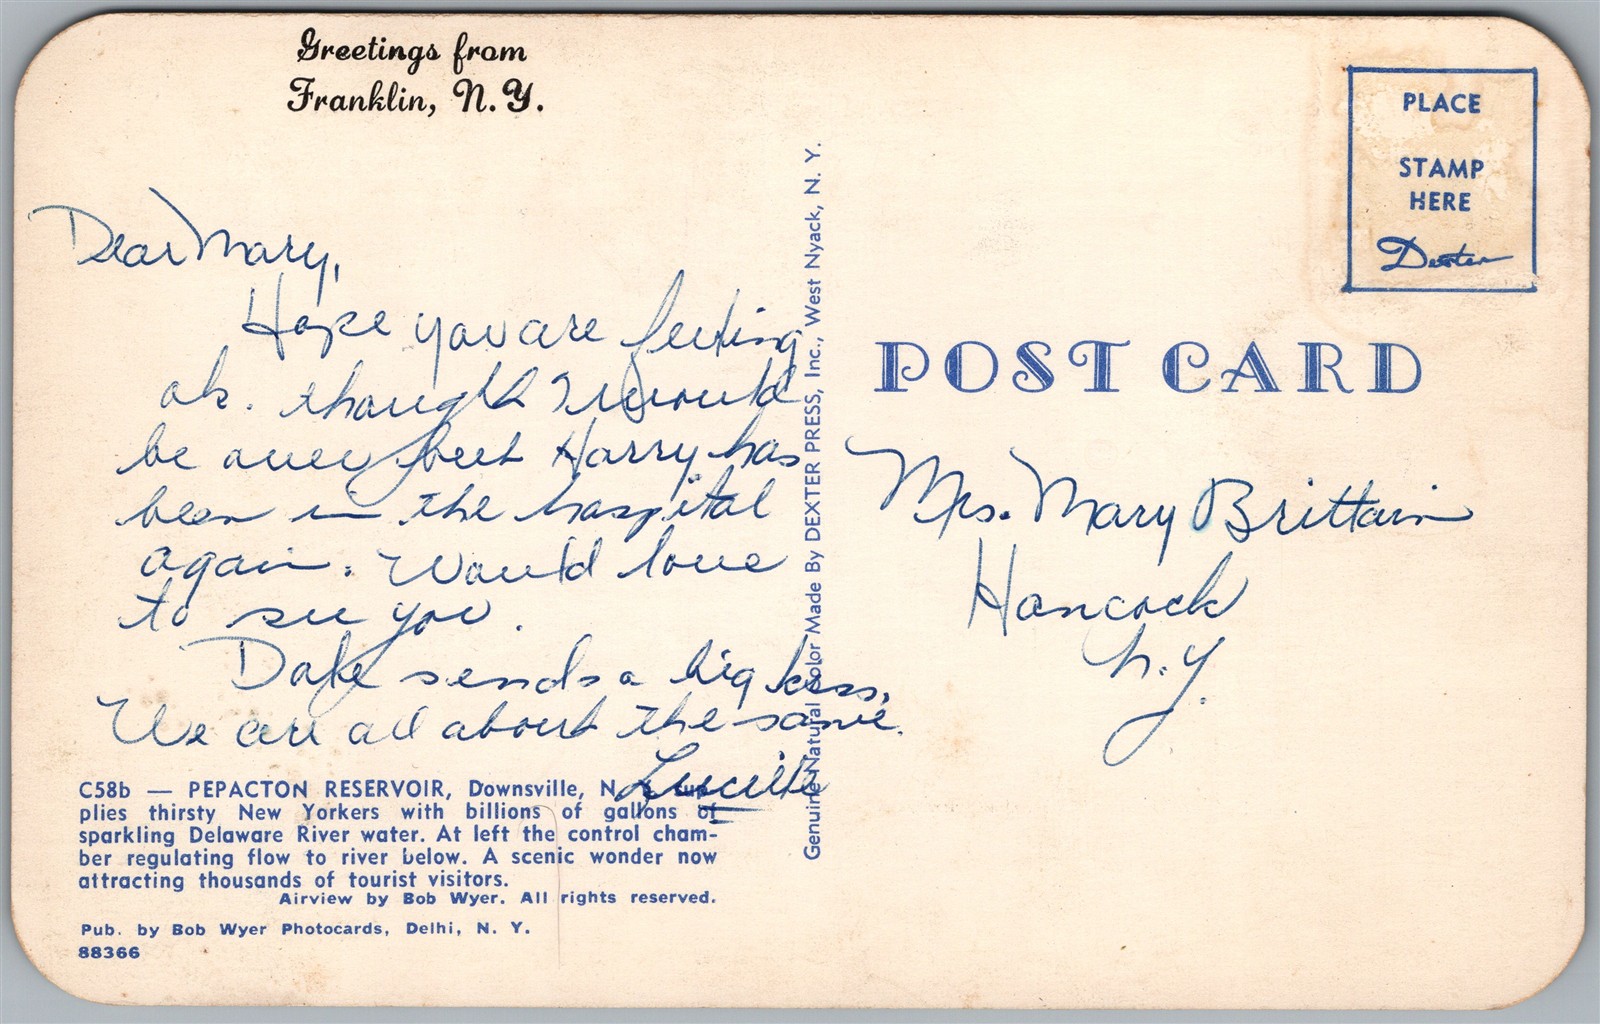 Greetings from
Franklin, N.Y.
Dear Mary,
Hope you are feeling
ok. thought I would
be over but Harry has
been in the hospital
again. Would love
to see you.
Dale sends a big kiss.
We are all about the same.
Lucille
C58b — PEPACTON RESERVOIR, Downsville, N.
plies thirsty New Yorkers with billions of gallons of
sparkling Delaware River water. At left the control cham-
ber regulating flow to river below. A scenic wonder now
attracting thousands of tourist visitors.
Airview by Bob Wyer. All rights reserved.
Pub. by Bob Wyer Photocards, Delhi, N. Y.
88366
Genuine Natural Color Made By DEXTER PRESS, Inc., West Nyack, N. Y.
PLACE
STAMP
HERE
Dexter
POST CARD
Mrs. Mary Brittain
Hancock
N.Y.